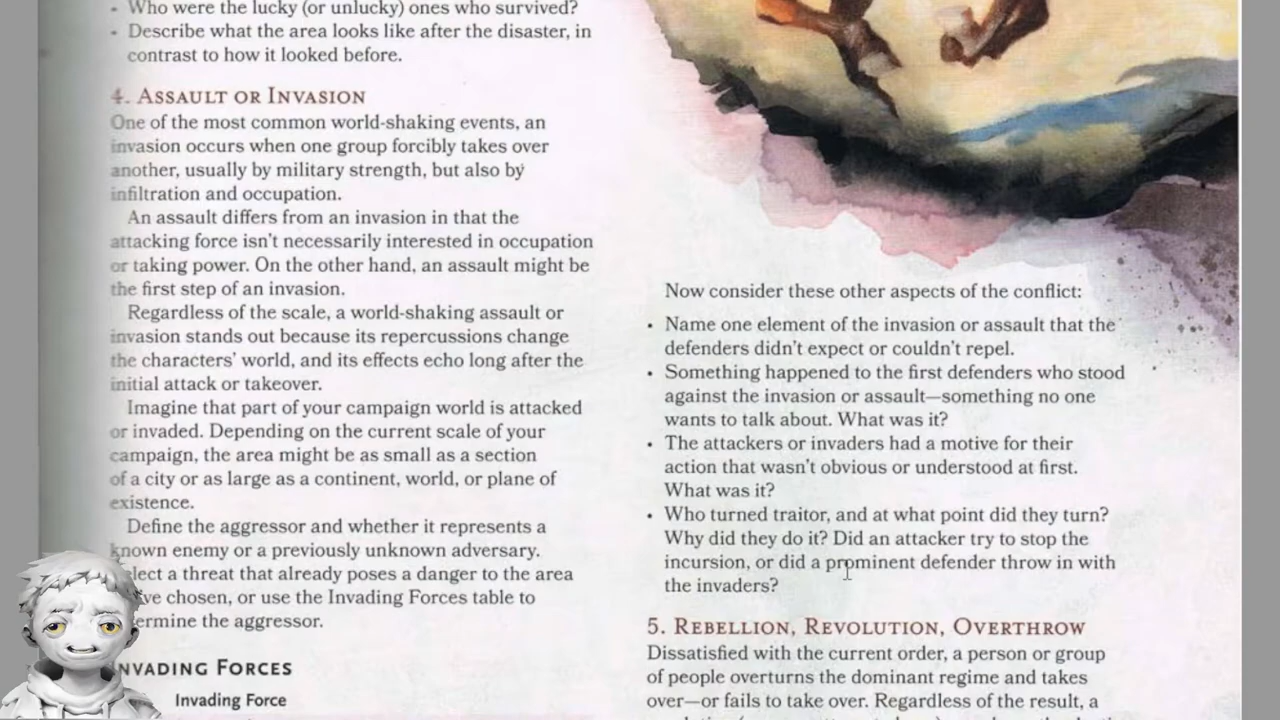 • Who were the lucky (or unlucky) ones who survived?
• Describe what the area looks like after the disaster, in
contrast to how it looked before.
4. ASSAULT OR INVASION
One of the most common world-shaking events, an
invasion occurs when one group forcibly takes over
another, usually by military strength, but also by
infiltration and occupation.
An assault differs from an invasion in that the
attacking force isn't necessarily interested in occupation
or taking power. On the other hand, an assault might be
the first step of an invasion.
Regardless of the scale, a world-shaking assault or
invasion stands out because its repercussions change
the characters' world, and its effects echo long after the
initial attack or takeover.
Imagine that part of your campaign world is attacked
or invaded. Depending on the current scale of your
campaign, the area might be as small as a section
of a city or as large as a continent, world, or plane of
existence.
Define the aggressor and whether it represents a
known enemy or a previously unknown adversary.
lect a threat that already poses a danger to the area
've chosen, or use the Invading Forces table to
ermine the aggressor.
NVADING FORCES
Invading Force
Now consider these other aspects of the conflict:
• Name one element of the invasion or assault that the
defenders didn't expect or couldn't repel.
• Something happened to the first defenders who stood
against the invasion or assault—something no one
wants to talk about. What was it?
• The attackers or invaders had a motive for their
action that wasn't obvious or understood at first.
What was it?
• Who turned traitor, and at what point did they turn?
Why did they do it? Did an attacker try to stop the
incursion, or did a prominent defender throw in with
the invaders?
5. REBELLION, REVOLUTION, OVERTHROW
Dissatisfied with the current order, a person or group
of people overturns the dominant regime and takes
over—or fails to take over. Regardless of the result, a